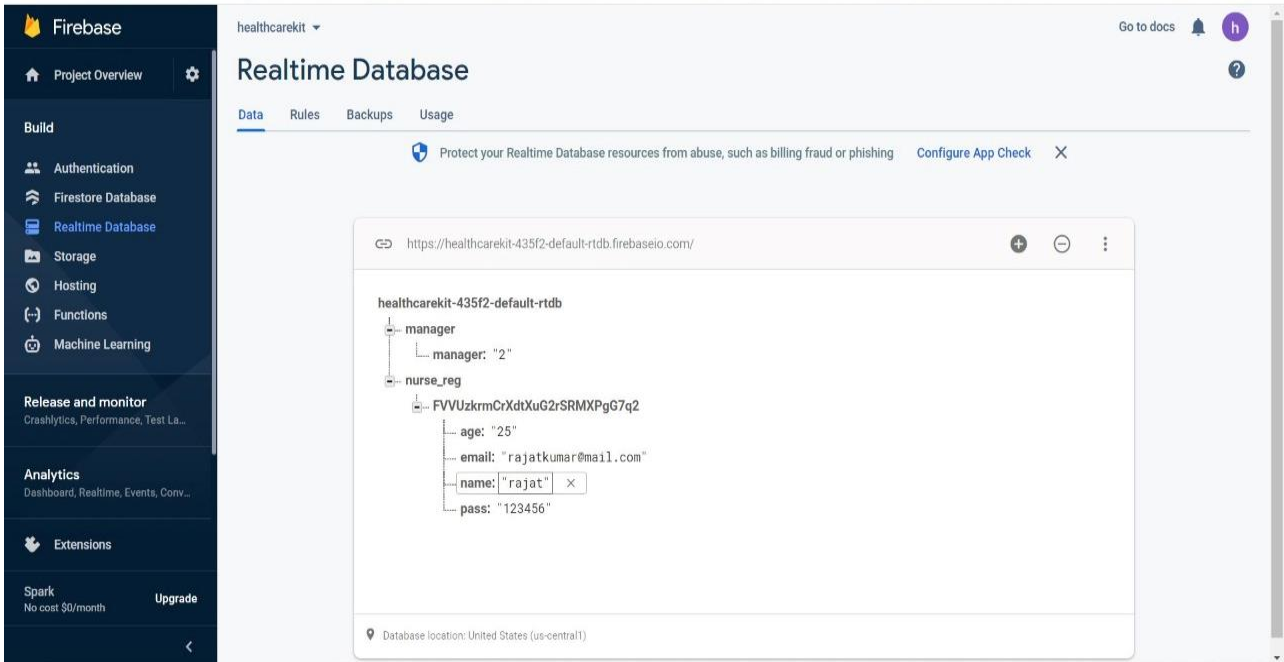 Firebase
Project Overview
Build
Authentication
Firestore Database
Realtime Database
Storage
Hosting
Functions
Machine Learning
Release and monitor
Crashlytics, Performance, Test La...
Analytics
Dashboard, Realtime, Events, Conv...
Extensions
Spark
No cost $0/month
Upgrade
healthcarekit
Go to docs
h
Realtime Database
Data Rules Backups Usage
Protect your Realtime Database resources from abuse, such as billing fraud or phishing Configure App Check
https://healthcarekit-435f2-default-rtdb.firebaseio.com/
healthcarekit-435f2-default-rtdb
manager
manager: "2"
nurse_reg
FVVUzkrmCrXdtXuG2rSRMXPgG7q2
age: "25"
email: "rajatkumar@mail.com"
name: "rajat"
pass: "123456"
Database location: United States (us-central1)